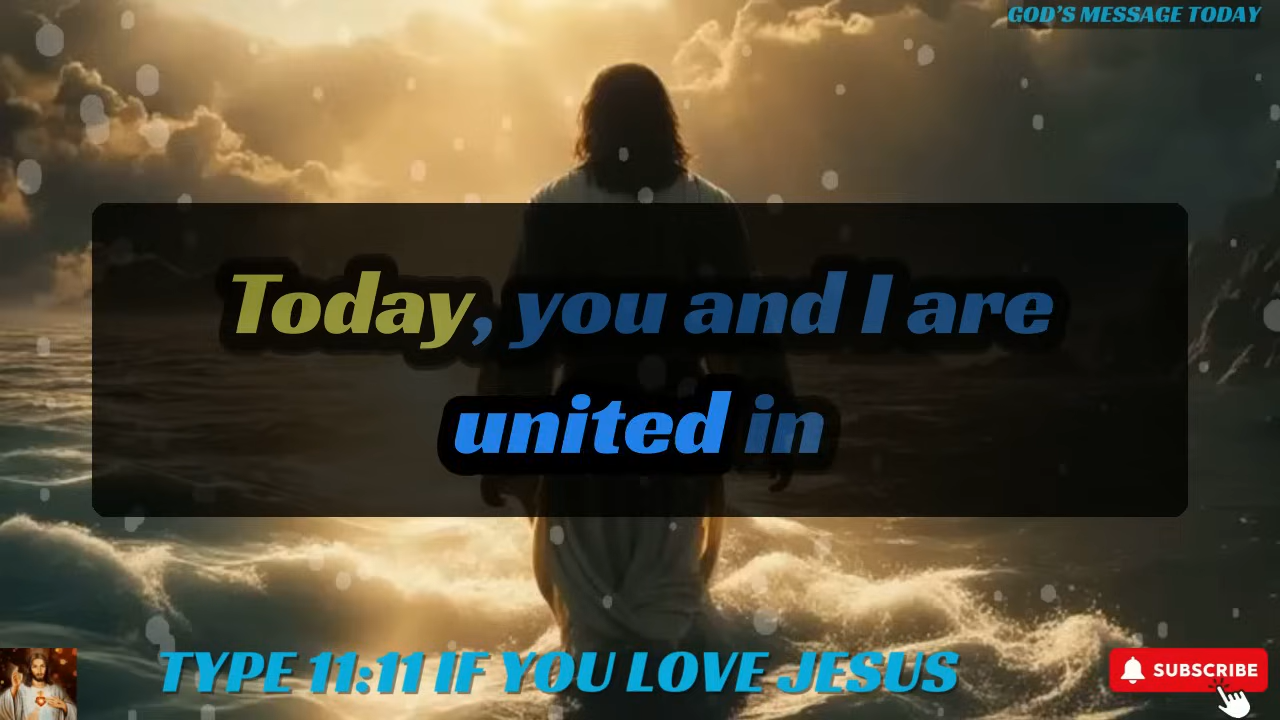 GOD'S MESSAGE TODAY
Today, you and I are
united in
TYPE 11:11 IF YOU LOVE JESUS
SUBSCRIBE